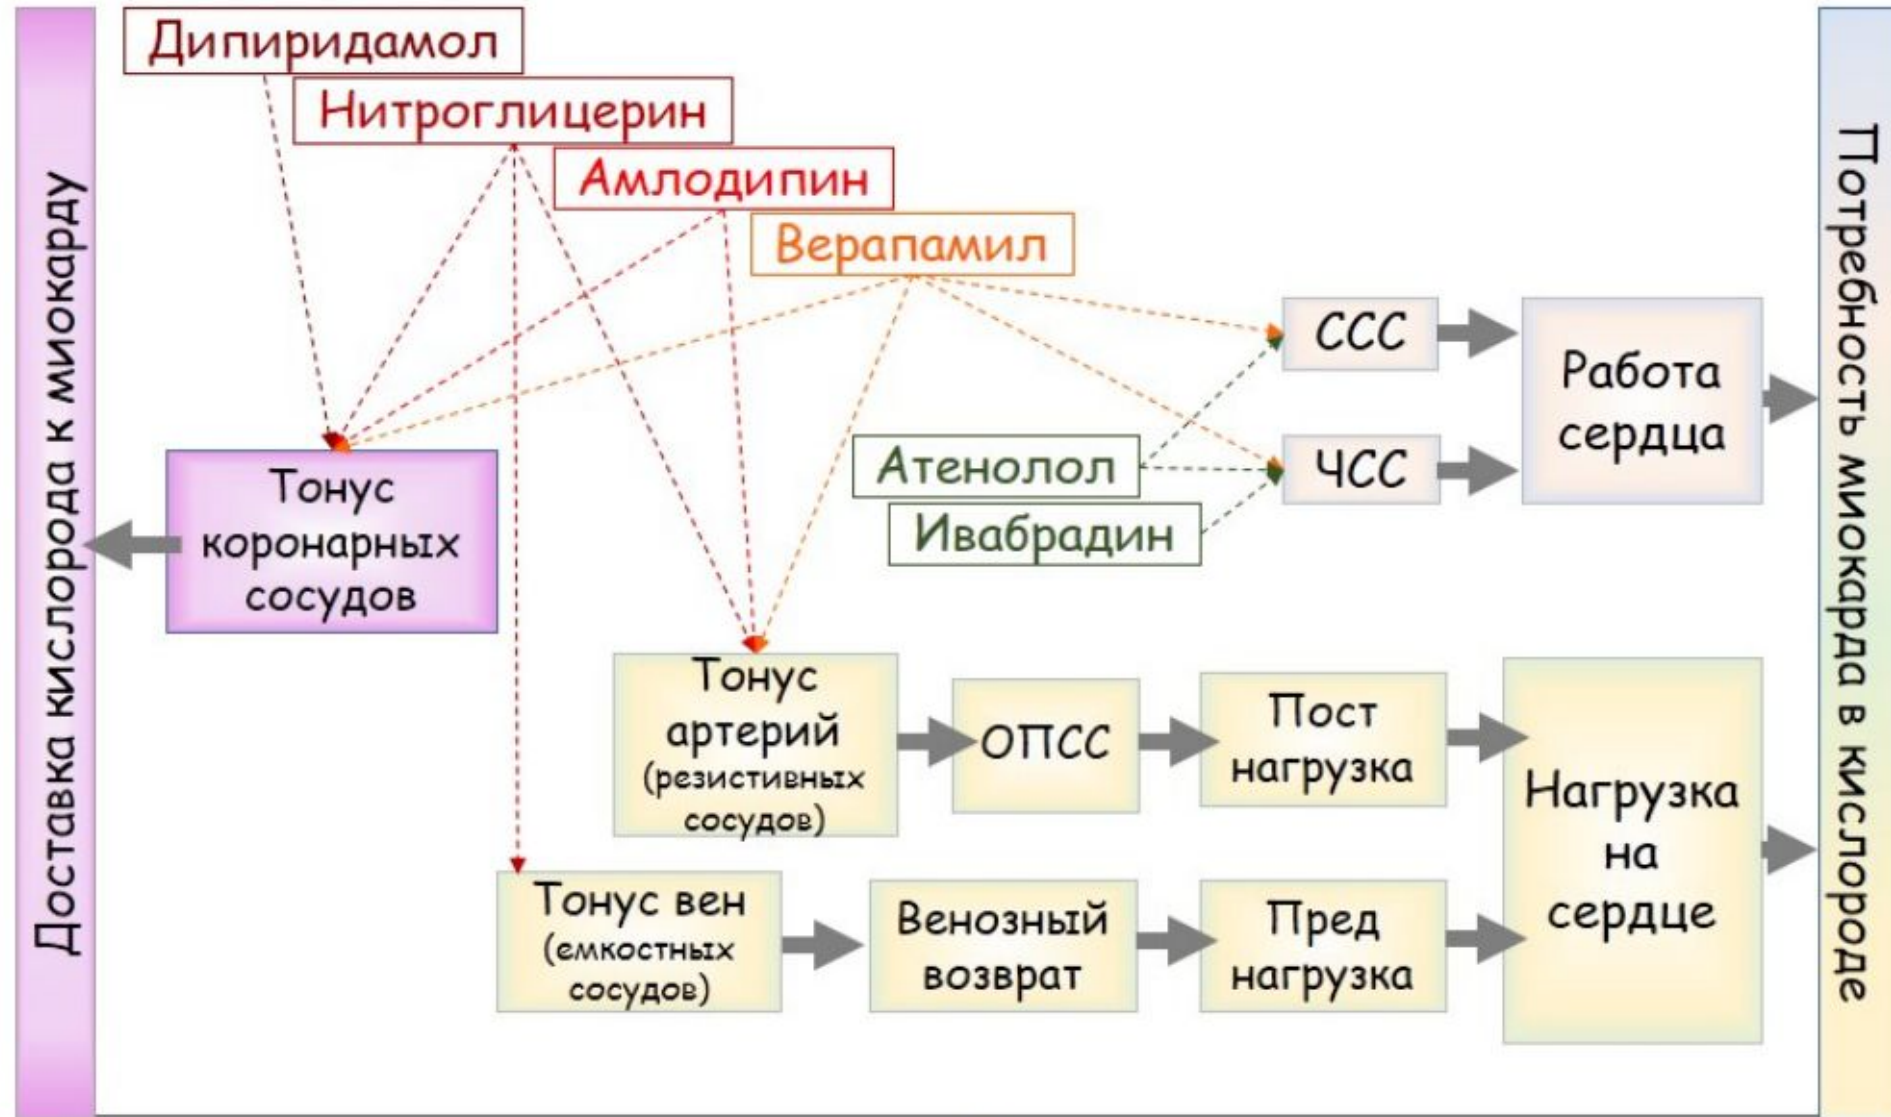 Доставка кислорода к миокарду
Дипиридамол
Нитроглицерин
Амлодипин
Верапамил
ССС
Работа
сердца
Атенолол
ЧСС
Ивабрадин
Тонус
коронарных
сосудов
Тонус
артерий
(резистивных
сосудов)
ОПСС
Пост
нагрузка
Нагрузка
на
сердце
Тонус вен
(емкостных
сосудов)
Венозный
возврат
Пред
нагрузка
Потребность миокарда в кислороде